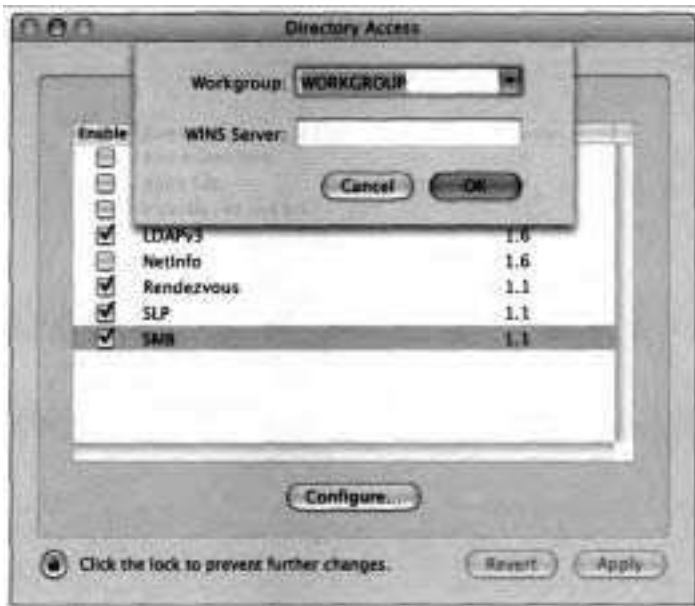 Directory Access
Workgroup: WORKGROUP
WINS Server:
Enable
Cancel OK
LDAPv3 1.6
NetInfo 1.6
Rendezvous 1.1
SLP 1.1
SMB 1.1
Configure...
Click the lock to prevent further changes. Revert Apply